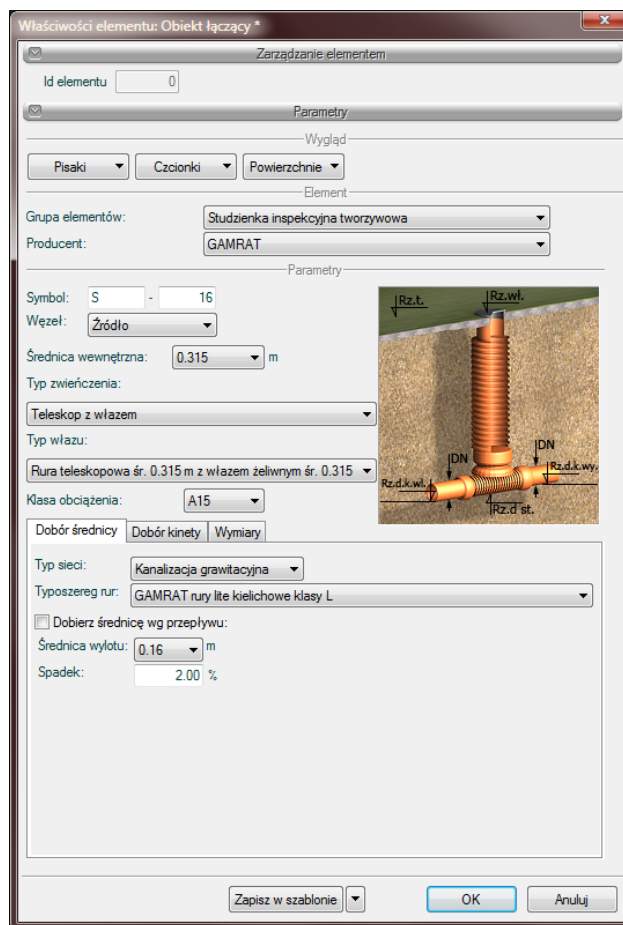 Właściwości elementu: Obiekt łączący *
Zarządzanie elementem
Id elementu 0
Parametry
Wygląd
Pisaki Czcionki Powierzchnie
Element
Grupa elementów: Studzienka inspekcyjna tworzywowa
Producent: GAMRAT
Parametry
Symbol: S - 16
Węzeł: Źródło
Średnica wewnętrzna: 0.315 m
Typ zwieńczenia:
Teleskop z włazem
Typ włazu:
Rura teleskopowa śr. 0.315 m z włazem żeliwnym śr. 0.315
Klasa obciążenia: A15
Rz.t. Rz.wł.
DN DN
Rz.d.k.wł. Rz.d.k.wy.
Rz.d st.
Dobór średnicy Dobór kinety Wymiary
Typ sieci: Kanalizacja grawitacyjna
Typoszereg rur: GAMRAT rury lite kielichowe klasy L
Dobierz średnicę wg przepływu:
Średnica wylotu: 0.16 m
Spadek: 2.00 %
Zapisz w szablonie OK Anuluj